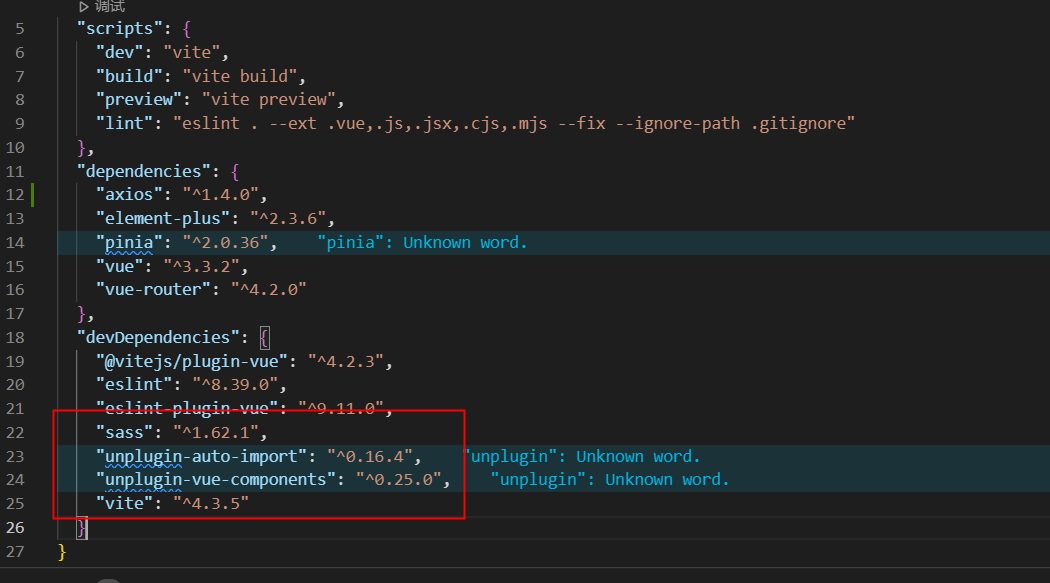 ▷ 调试
5 "scripts": {
6 "dev": "vite",
7 "build": "vite build",
8 "preview": "vite preview",
9 "lint": "eslint . --ext .vue,.js,.jsx,.cjs,.mjs --fix --ignore-path .gitignore"
10 },
11 "dependencies": {
12 "axios": "^1.4.0",
13 "element-plus": "^2.3.6",
14 "pinia": "^2.0.36", "pinia": Unknown word.
15 "vue": "^3.3.2",
16 "vue-router": "^4.2.0"
17 },
18 "devDependencies": {
19 "@vitejs/plugin-vue": "^4.2.3",
20 "eslint": "^8.39.0",
21 "eslint-plugin-vue": "^9.11.0",
22 "sass": "^1.62.1",
23 "unplugin-auto-import": "^0.16.4", "unplugin": Unknown word.
24 "unplugin-vue-components": "^0.25.0", "unplugin": Unknown word.
25 "vite": "^4.3.5"
26 }
27 }